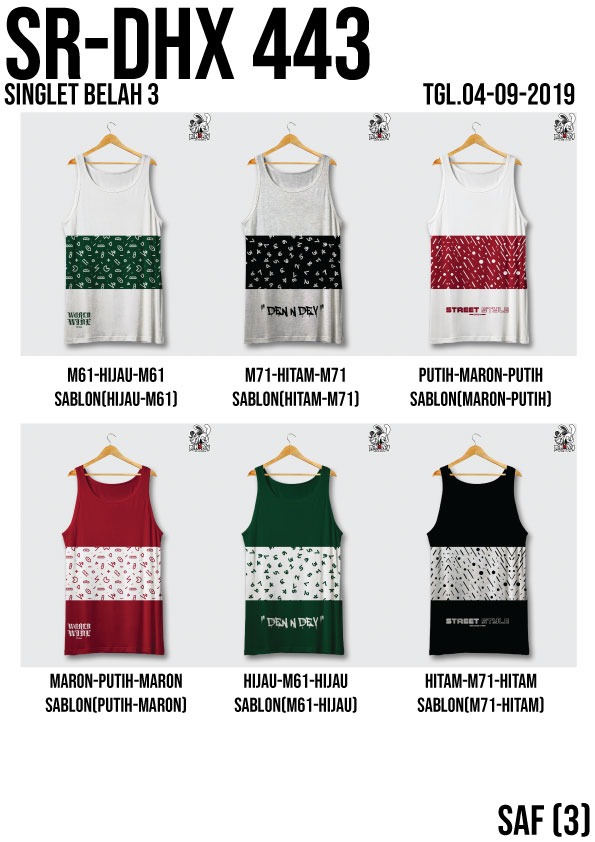 SR-DHX 443
SINGLET BELAH 3
TGL.04-09-2019
WORLD
WIDE
" DEN N DEY "
STREET STYLE
M61-HIJAU-M61
SABLON(HIJAU-M61)
M71-HITAM-M71
SABLON(HITAM-M71)
PUTIH-MARON-PUTIH
SABLON(MARON-PUTIH)
WORLD
WIDE
" DEN N DEY "
STREET STYLE
MARON-PUTIH-MARON
SABLON(PUTIH-MARON)
HIJAU-M61-HIJAU
SABLON(M61-HIJAU)
HITAM-M71-HITAM
SABLON(M71-HITAM)
SAF (3)